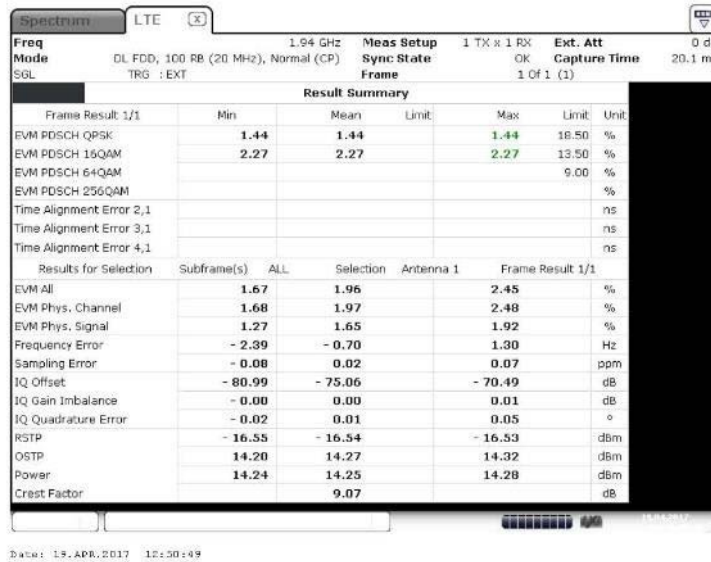 Spectrum LTE X
Freq 1.94 GHz Meas Setup 1 TX x 1 RX Ext. Att 0 d
Mode DL FDD, 100 RB (20 MHz), Normal (CP) Sync State OK Capture Time 20.1 m
SGL TRG : EXT Frame 1 Of 1 (1)
Result Summary
Frame Result 1/1 Min Mean Limit Max Limit Unit
EVM PDSCH QPSK 1.44 1.44 1.44 18.50 %
EVM PDSCH 16QAM 2.27 2.27 2.27 13.50 %
EVM PDSCH 64QAM 9.00 %
EVM PDSCH 256QAM %
Time Alignment Error 2,1 ns
Time Alignment Error 3,1 ns
Time Alignment Error 4,1 ns
Results for Selection Subframe(s) ALL Selection Antenna 1 Frame Result 1/1
EVM All 1.67 1.96 2.45 %
EVM Phys. Channel 1.68 1.97 2.48 %
EVM Phys. Signal 1.27 1.65 1.92 %
Frequency Error - 2.39 - 0.70 1.30 Hz
Sampling Error - 0.08 0.02 0.07 ppm
IQ Offset - 80.99 - 75.06 - 70.49 dB
IQ Gain Imbalance - 0.00 0.00 0.01 dB
IQ Quadrature Error - 0.02 0.01 0.05 °
RSTP - 16.55 - 16.54 - 16.53 dBm
OSTP 14.20 14.27 14.32 dBm
Power 14.24 14.25 14.28 dBm
Crest Factor 9.07 dB
Date: 19.APR.2017 12:50:49